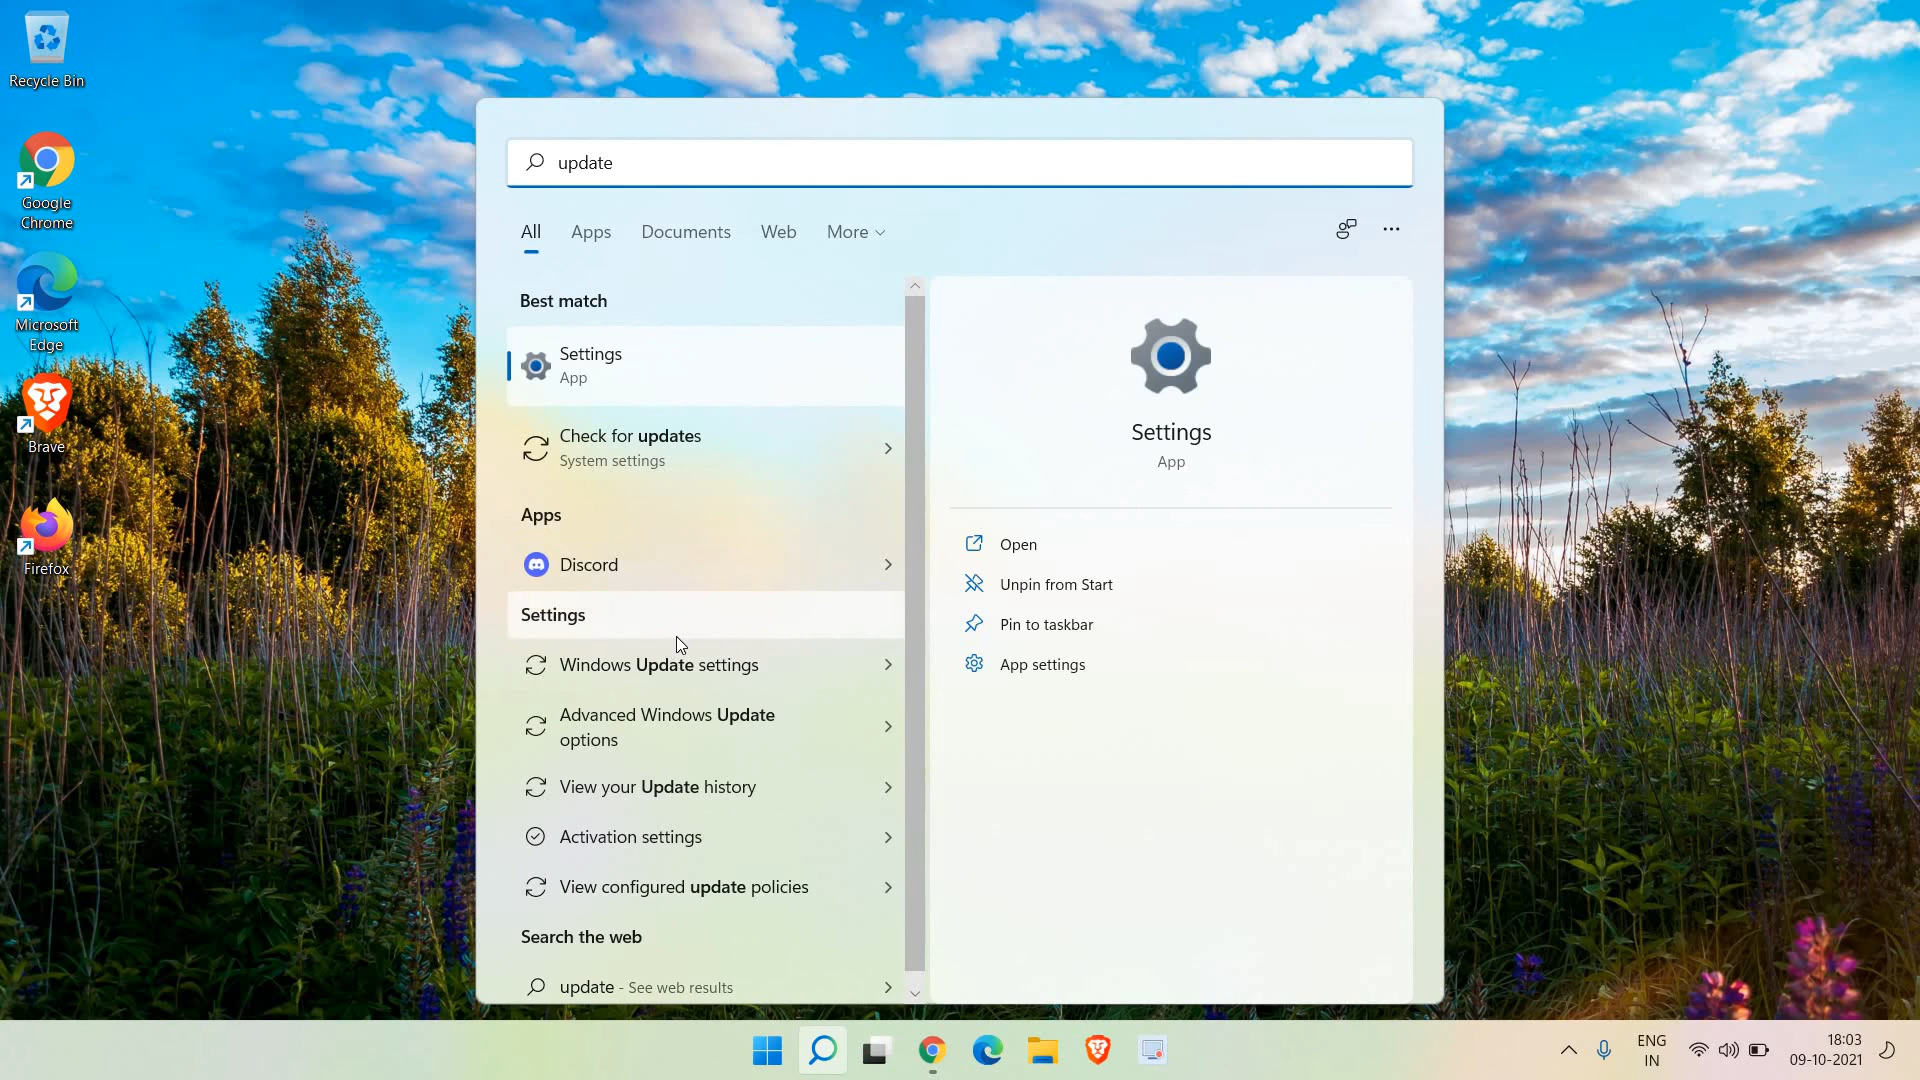 Recycle Bin
Google
Chrome
Microsoft
Edge
Brave
Firefox
update
All
Apps
Documents
Web
More
Best match
Settings
App
Check for updates
System settings
Apps
Discord
Settings
Windows Update settings
Advanced Windows Update
options
View your Update history
Activation settings
View configured update policies
Search the web
update - See web results
Settings
App
Open
Unpin from Start
Pin to taskbar
App settings
ENG
IN
18:03
09-10-2021